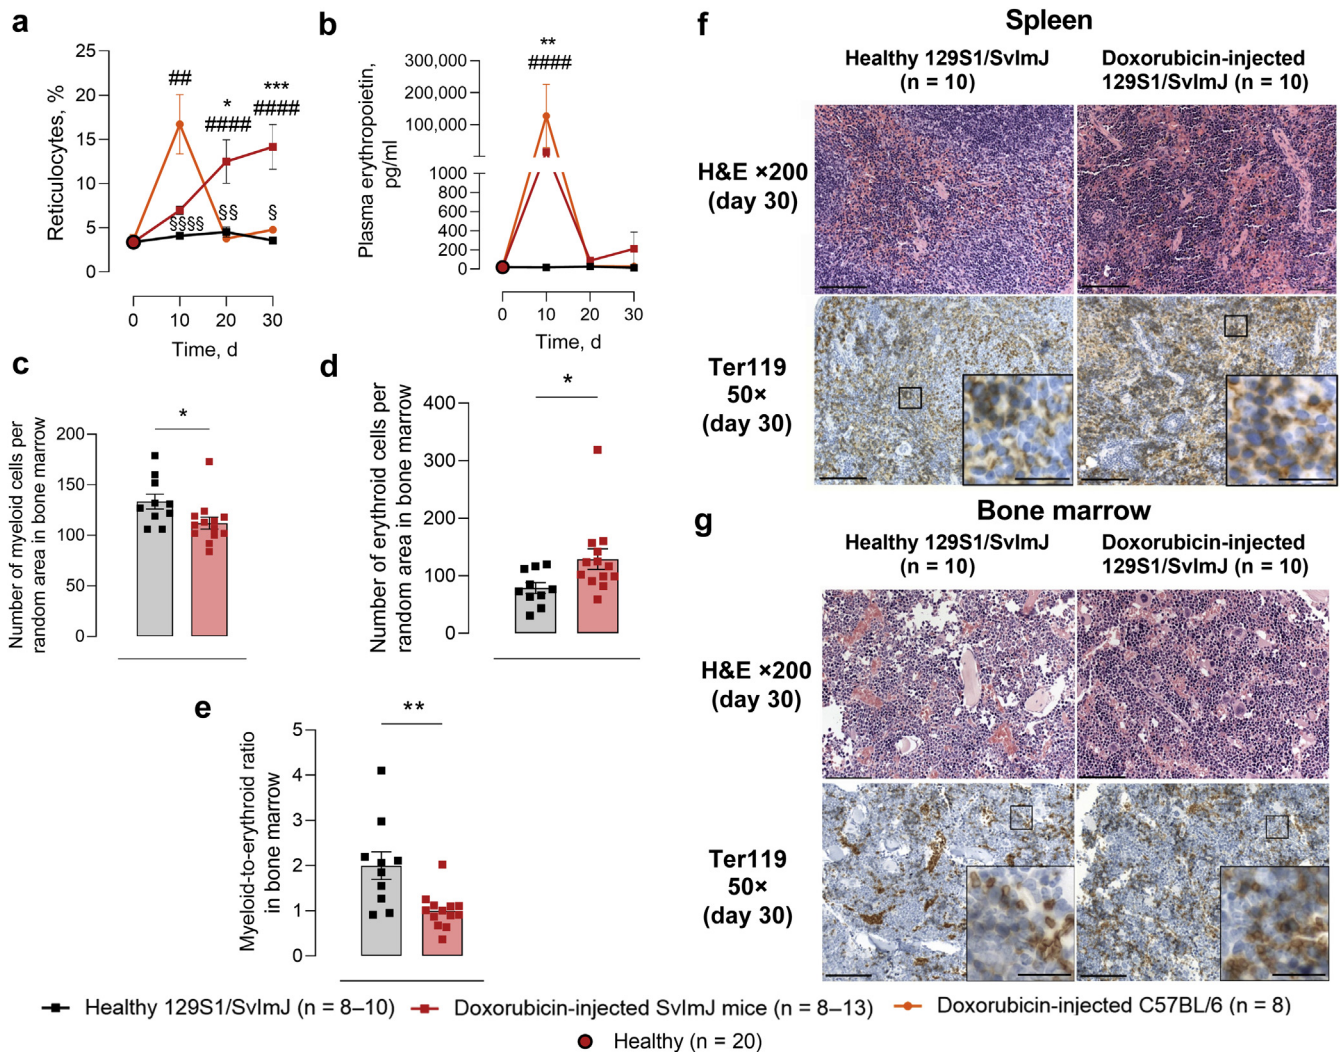 a
Reticulocytes, %
25
20
15
10
5
0
##
*
####
***
####
§§§§
§§
§
0
10
20
30
Time, d
b
Plasma erythropoietin,
pg/ml
300,000
200,000
100,000
1000
800
600
400
200
0
**
####
0
10
20
30
Time, d
c
Number of myeloid cells per
random area in bone marrow
200
150
100
50
0
*
d
Number of erythroid cells per
random area in bone marrow
400
300
200
100
0
*
e
Myeloid-to-erythroid ratio
in bone marrow
5
4
3
2
1
0
**
f
Spleen
Healthy 129S1/SvImJ
(n = 10)
Doxorubicin-injected
129S1/SvImJ (n = 10)
H&E ×200
(day 30)
Ter119
50×
(day 30)
g
Bone marrow
Healthy 129S1/SvImJ
(n = 10)
Doxorubicin-injected
129S1/SvImJ (n = 10)
H&E ×200
(day 30)
Ter119
50×
(day 30)
Healthy 129S1/SvImJ (n = 8–10)
Doxorubicin-injected SvImJ mice (n = 8–13)
Doxorubicin-injected C57BL/6 (n = 8)
Healthy (n = 20)